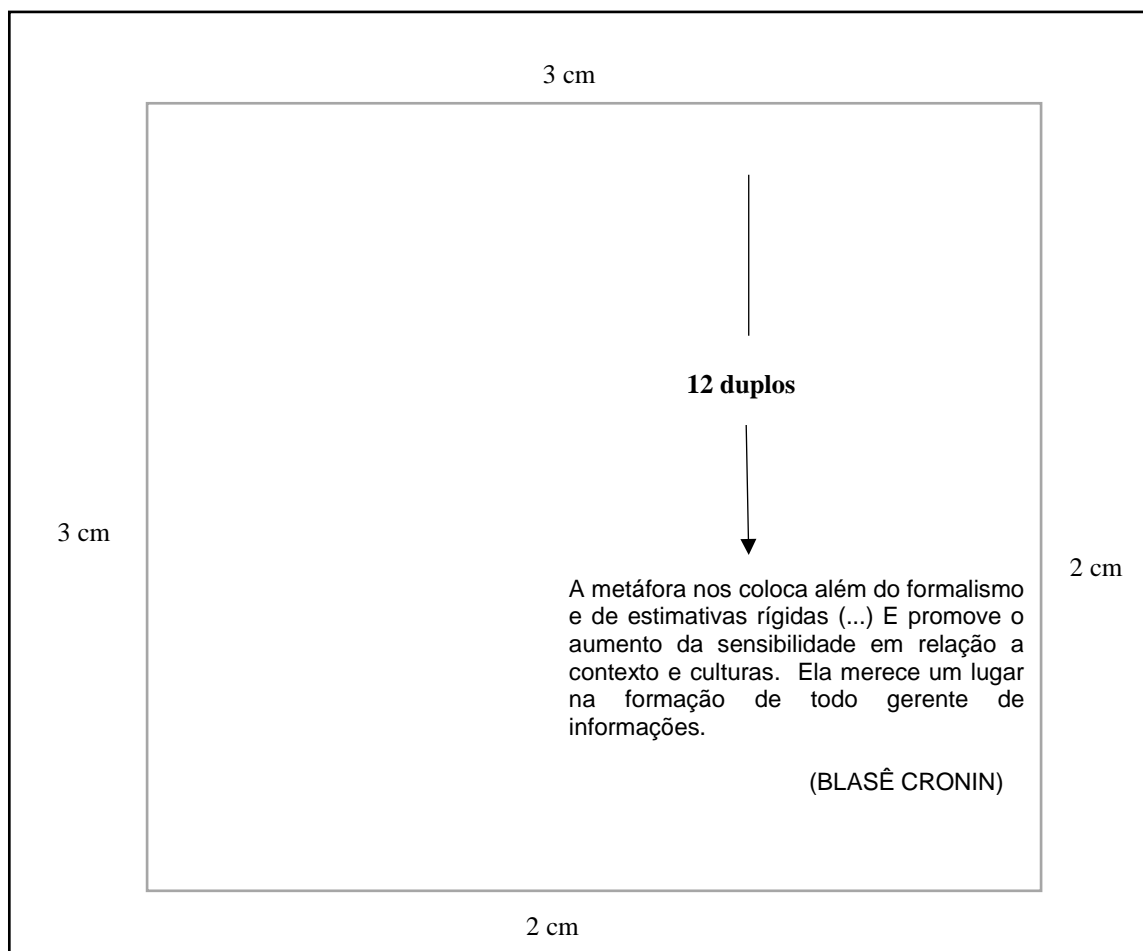 3 cm
12 duplos
3 cm
2 cm
A metáfora nos coloca além do formalismo
e de estimativas rígidas (...) E promove o
aumento da sensibilidade em relação a
contexto e culturas.  Ela merece um lugar
na formação de todo gerente de
informações.
(BLASÊ CRONIN)
2 cm